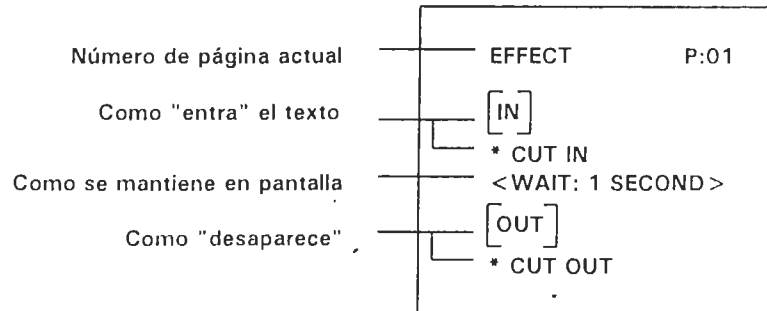 Número de página actual EFFECT P:01
Como "entra" el texto [IN]
* CUT IN
Como se mantiene en pantalla <WAIT: 1 SECOND>
Como "desaparece" [OUT]
* CUT OUT